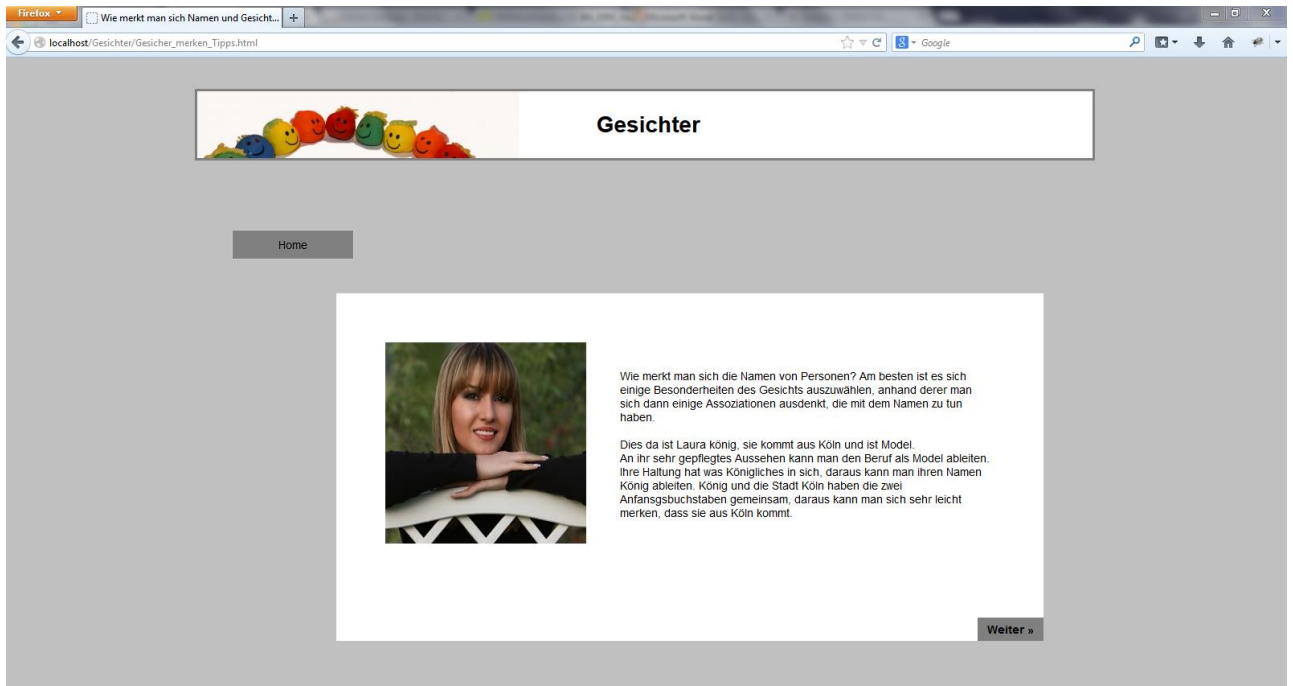 Firefox
Wie merkt man sich Namen und Gesicht...
localhost/Gesichter/Gesicher_merken_Tipps.html
Google
Gesichter
Home
Wie merkt man sich die Namen von Personen? Am besten ist es sich
einige Besonderheiten des Gesichts auszuwählen, anhand derer man
sich dann einige Assoziationen ausdenkt, die mit dem Namen zu tun
haben.
Dies da ist Laura könig, sie kommt aus Köln und ist Model.
An ihr sehr gepflegtes Aussehen kann man den Beruf als Model ableiten.
Ihre Haltung hat was Königliches in sich, daraus kann man ihren Namen
König ableiten. König und die Stadt Köln haben die zwei
Anfansgsbuchstaben gemeinsam, daraus kann man sich sehr leicht
merken, dass sie aus Köln kommt.
Weiter »